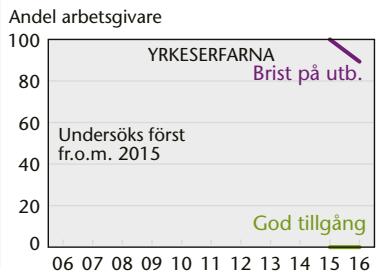 Andel arbetsgivare
100
YRKESERFARNA
Brist på utb.
80
60
Undersöks först
fr.o.m. 2015
40
20
God tillgång
0
06 07 08 09 10 11 12 13 14 15 16